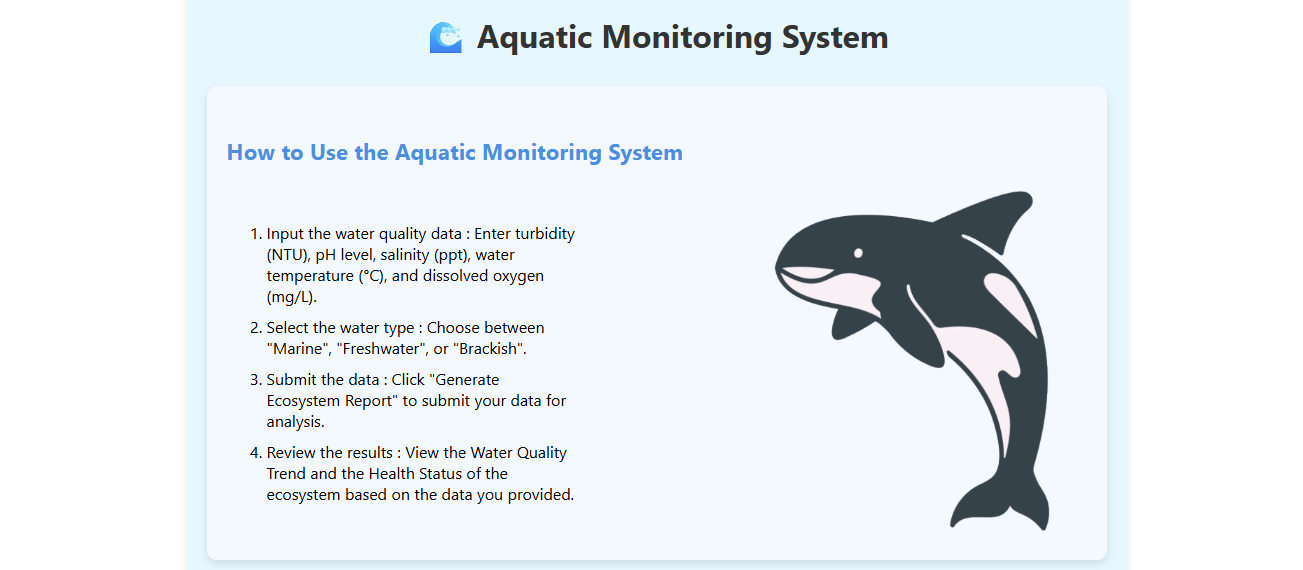 Aquatic Monitoring System
How to Use the Aquatic Monitoring System
1. Input the water quality data : Enter turbidity
(NTU), pH level, salinity (ppt), water
temperature (°C), and dissolved oxygen
(mg/L).
2. Select the water type : Choose between
"Marine", "Freshwater", or "Brackish".
3. Submit the data : Click "Generate
Ecosystem Report" to submit your data for
analysis.
4. Review the results : View the Water Quality
Trend and the Health Status of the
ecosystem based on the data you provided.